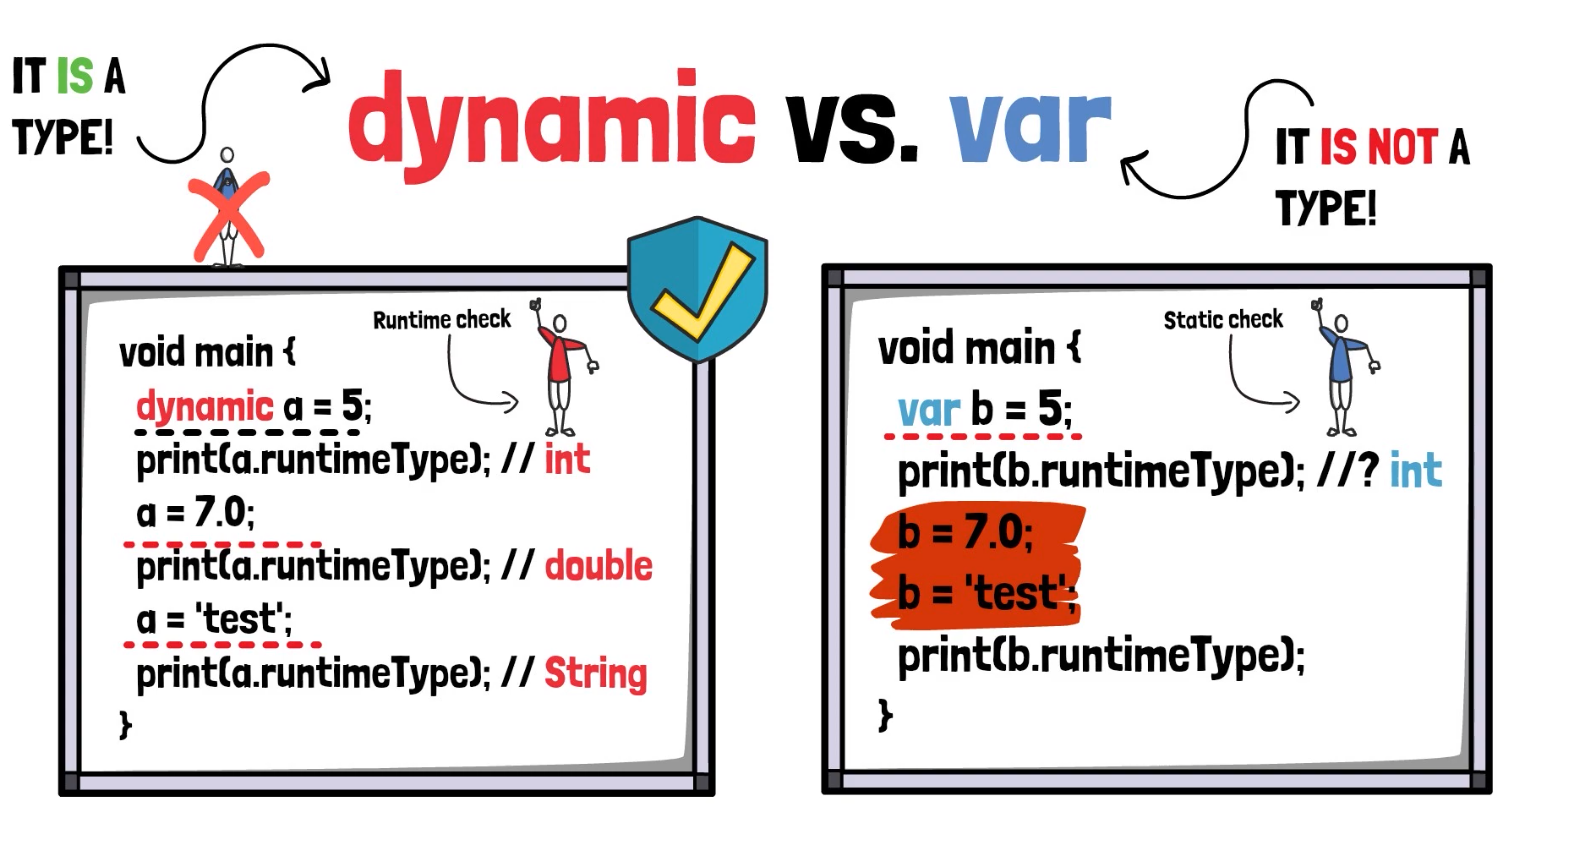 IT IS A
TYPE!
dynamic vs. var
IT IS NOT A
TYPE!
Runtime check
void main {
dynamic a = 5;
print(a.runtimeType); // int
a = 7.0;
print(a.runtimeType); // double
a = 'test';
print(a.runtimeType); // String
}
Static check
void main {
var b = 5;
print(b.runtimeType); //? int
b = 7.0;
b = 'test';
print(b.runtimeType);
}